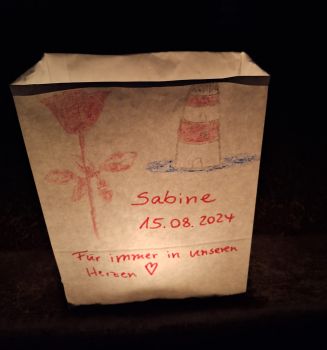 Sabine
15.08.2024
Für immer in unseren
Herzen ♡